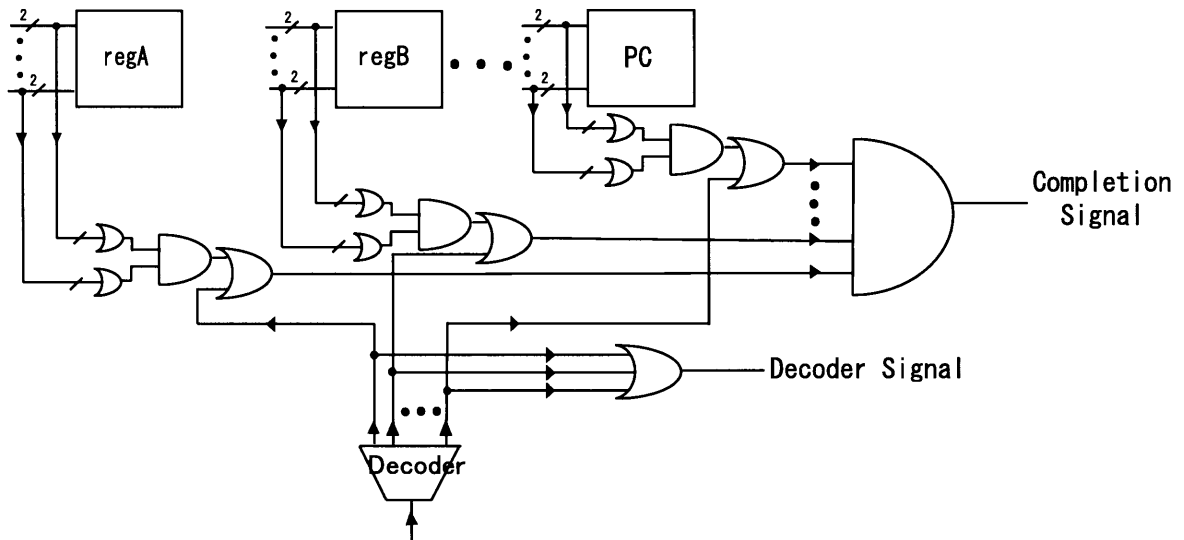 2
regA
2
2
regB
2
2
PC
2
Completion
Signal
Decoder Signal
Decoder